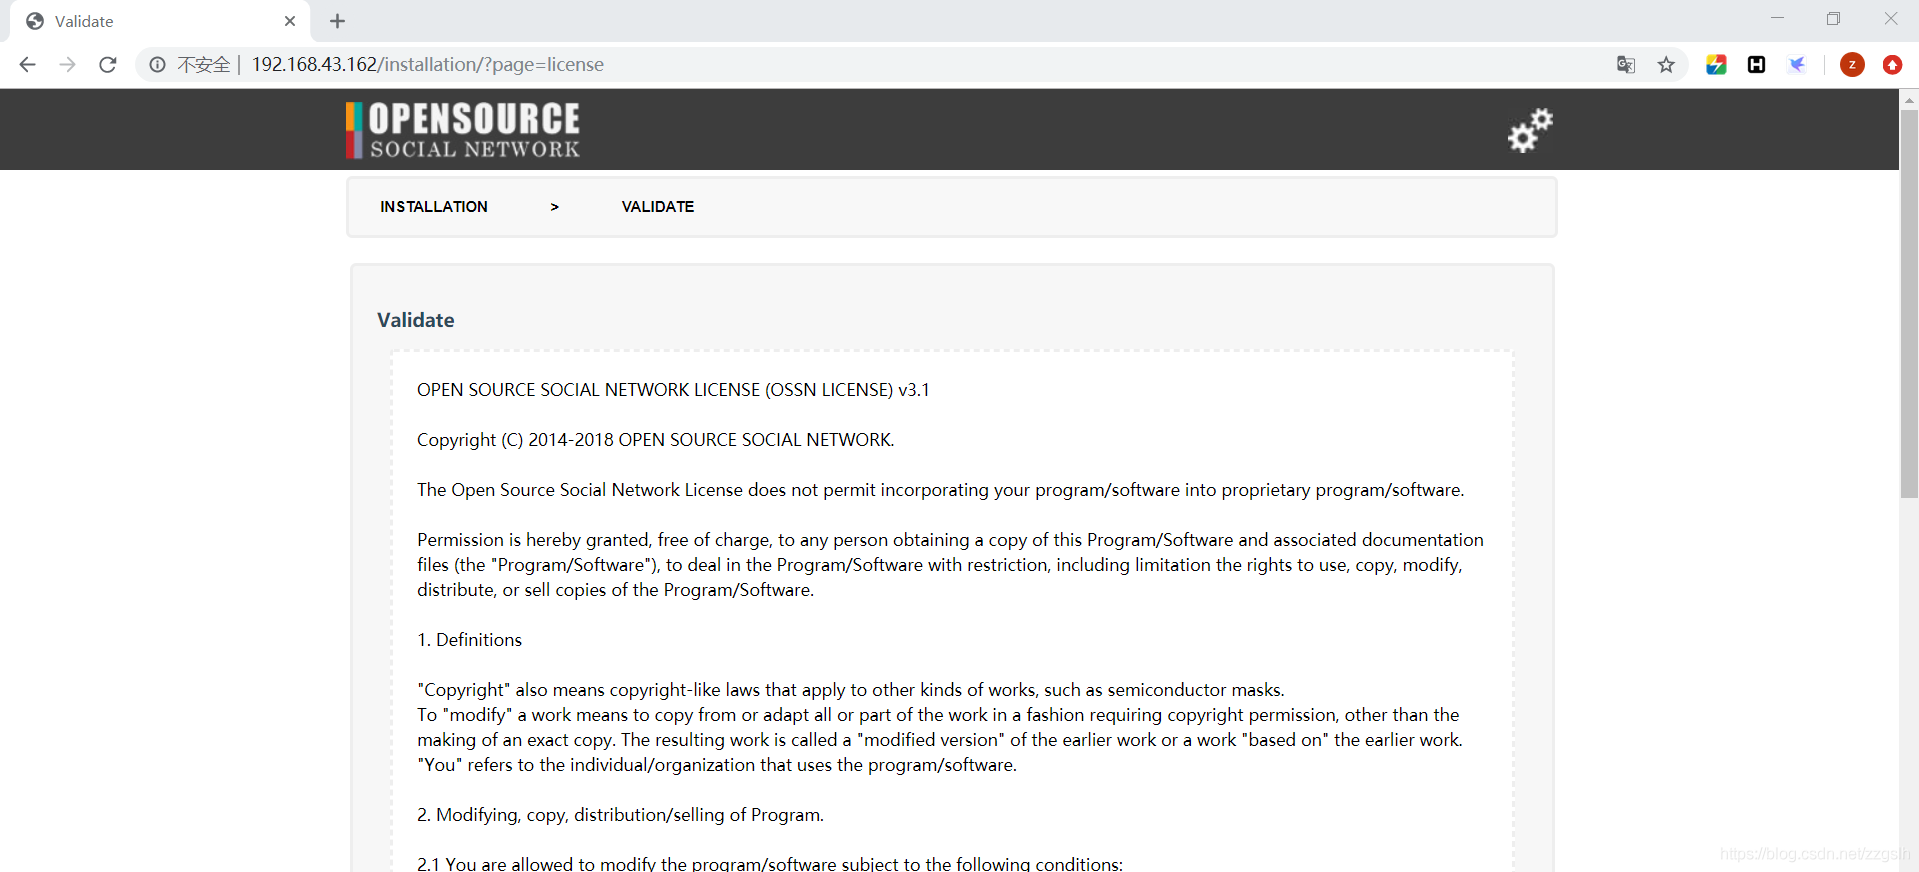 Validate
不安全 | 192.168.43.162/installation/?page=license
Z
OPENSOURCE
SOCIAL NETWORK
INSTALLATION > VALIDATE
Validate
OPEN SOURCE SOCIAL NETWORK LICENSE (OSSN LICENSE) v3.1
Copyright (C) 2014-2018 OPEN SOURCE SOCIAL NETWORK.
The Open Source Social Network License does not permit incorporating your program/software into proprietary program/software.
Permission is hereby granted, free of charge, to any person obtaining a copy of this Program/Software and associated documentation
files (the "Program/Software"), to deal in the Program/Software with restriction, including limitation the rights to use, copy, modify,
distribute, or sell copies of the Program/Software.
1. Definitions
"Copyright" also means copyright-like laws that apply to other kinds of works, such as semiconductor masks.
To "modify" a work means to copy from or adapt all or part of the work in a fashion requiring copyright permission, other than the
making of an exact copy. The resulting work is called a "modified version" of the earlier work or a work "based on" the earlier work.
"You" refers to the individual/organization that uses the program/software.
2. Modifying, copy, distribution/selling of Program.
2.1 You are allowed to modify the program/software subject to the following conditions:
https://blog.csdn.net/zzgslh